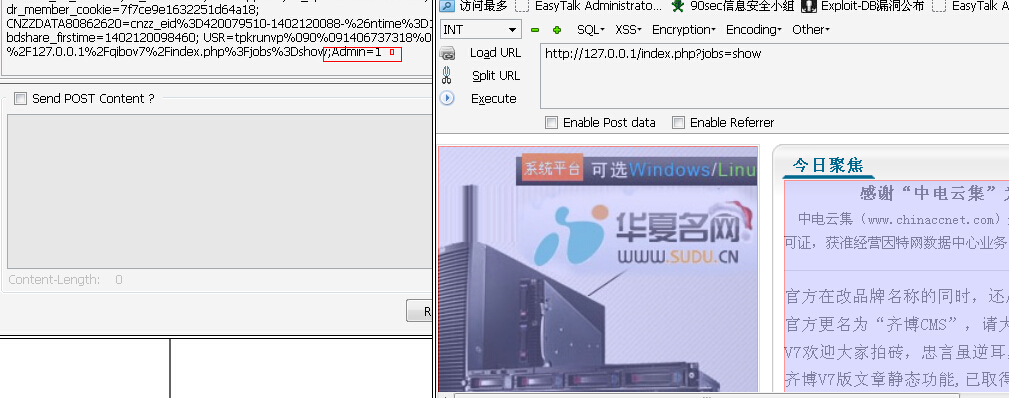 dr_member_cookie=7f7ce9e1632251d64a18;
CNZZDATA80862620=cnzz_eid%3D420079510-1402120088-%26ntime%3D1
bdshare_firstime=1402120098460; USR=tpkrunvp%090%091406737318%0
%2F127.0.0.1%2Fqibov7%2Findex.php%3Fjobs%3Dshow;Admin=1
Send POST Content ?
Content-Length: 0
R
访问最多 EasyTalk Administrato... 90sec信息安全小组 Exploit-DB漏洞公布 EasyTalk Ad
INT SQL XSS Encryption Encoding Other
Load URL
http://127.0.0.1/index.php?jobs=show
Split URL
Execute
Enable Post data Enable Referrer
系统平台 可选Windows/Linu
华夏名网
WWW.SUDU.CN
今日聚焦
感谢“中电云集”
中电云集（www.chinaccnet.com）
可证，获准经营因特网数据中心业务
官方在改品牌名称的同时，还
官方更名为“齐博CMS”，请大
V7欢迎大家拍砖，忠言虽逆耳
齐博V7版文章静态功能,已取得